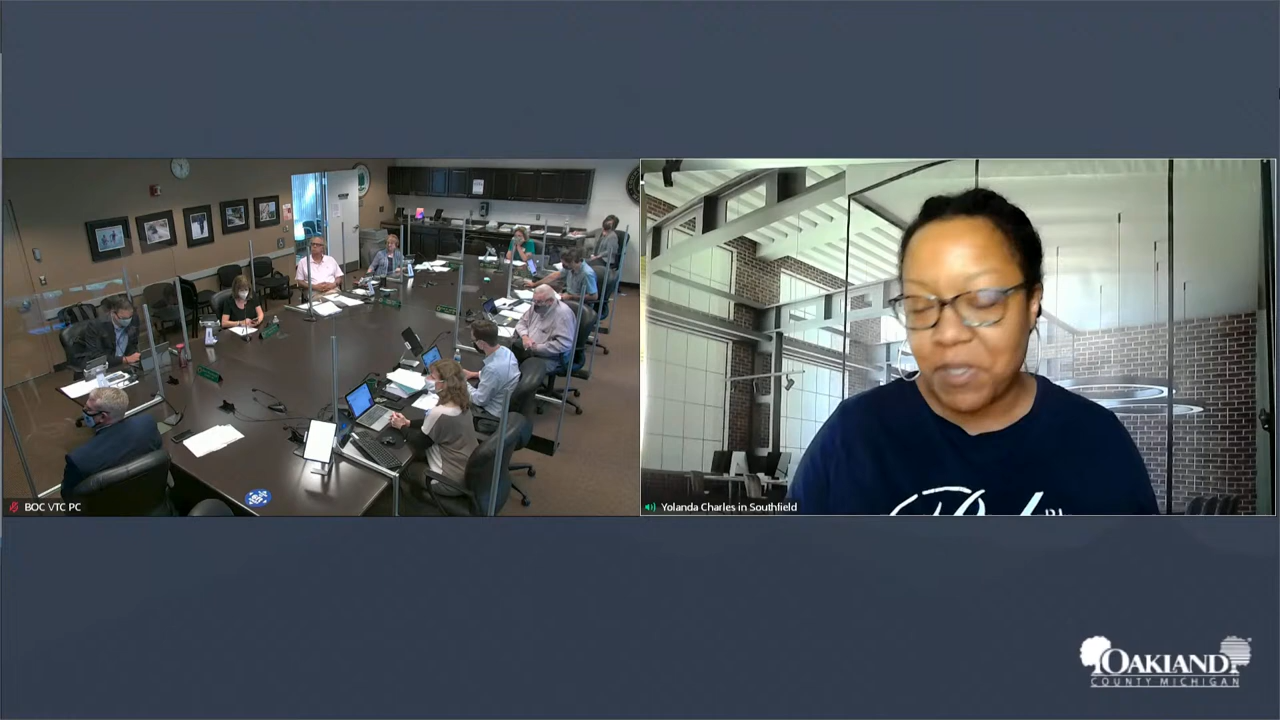 BOC VTC PC
Yolanda Charles in Southfield
OAKLAND
COUNTY MICHIGAN